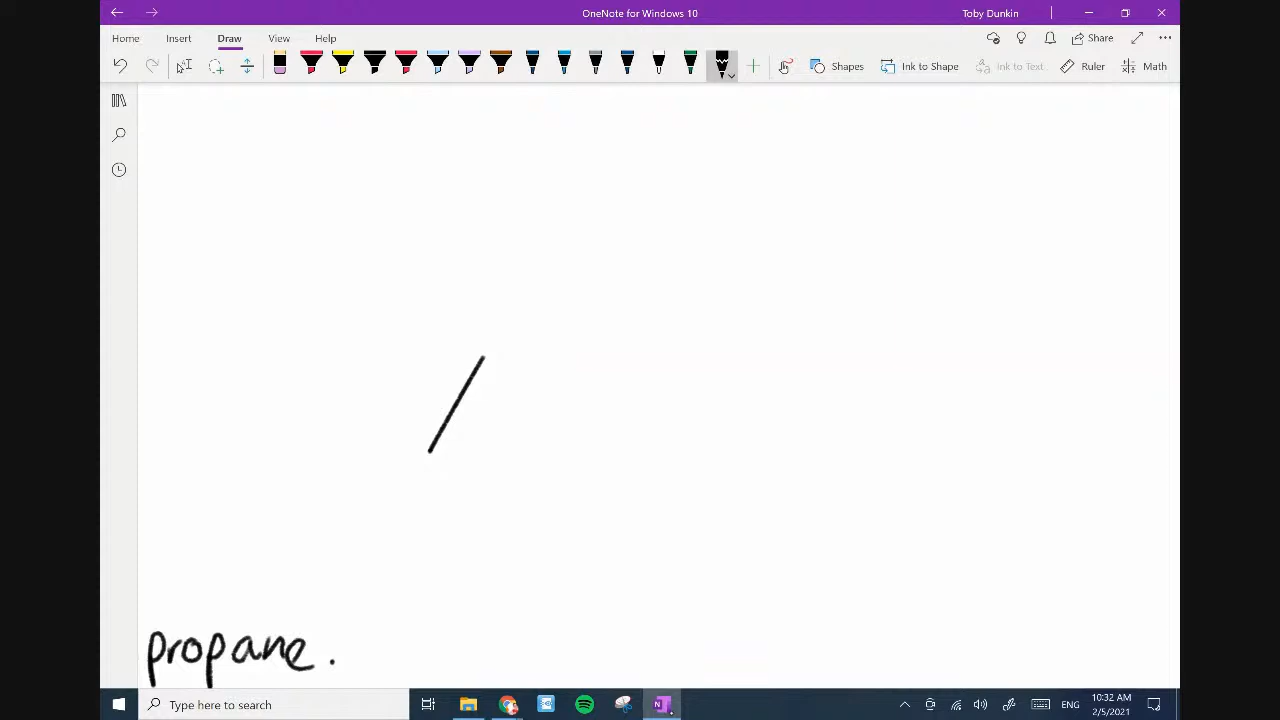 OneNote for Windows 10
Toby Dunkin
Home Insert Draw View Help
Share
Shapes Ink to Shape Ink to Text Ruler Math
propane.
Type here to search
ENG
10:32 AM
2/5/2021